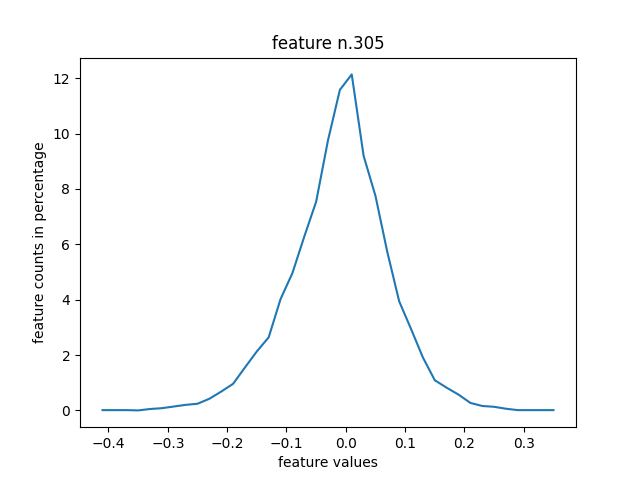 feature n.305
feature counts in percentage
12
10
8
6
4
2
0
−0.4 −0.3 −0.2 −0.1 0.0 0.1 0.2 0.3
feature values